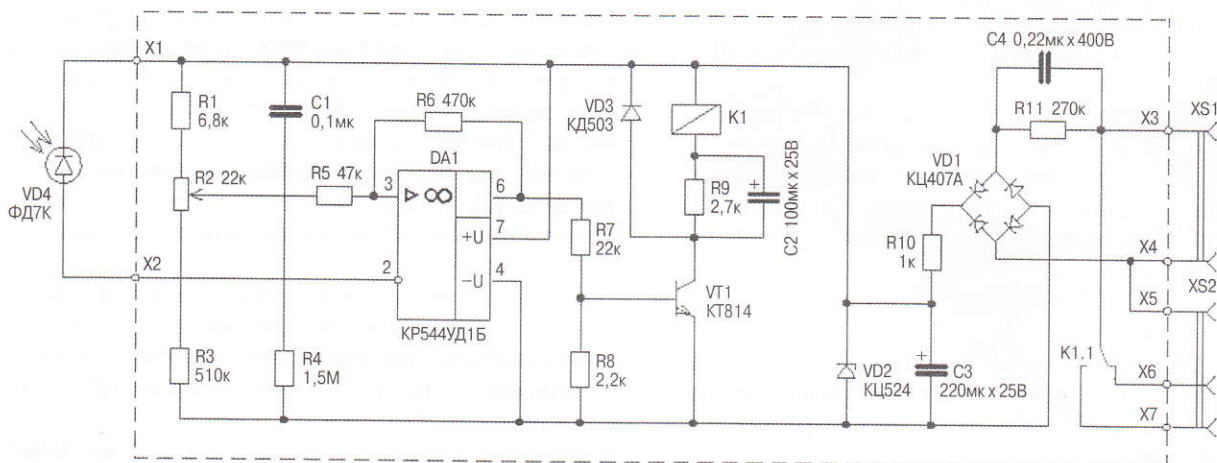 C4 0,22мк x 400В
X1
R1
6,8к
C1
0,1мк
R6 470к
VD3
КД503
K1
R11 270к
X3
XS1
VD4
ФД7К
R2 22к
R5 47к
DA1
3
▷ ∞
6
7
+U
4
−U
2
КР544УД1Б
R7
22к
R9
2,7к
+
C2 100мк x 25В
VD1
КЦ407А
R10
1к
X4
X5
XS2
X2
VT1
КТ814
R3
510к
R4
1,5М
R8
2,2к
VD2
КЦ524
+
C3
220мк x 25В
K1.1
X6
X7